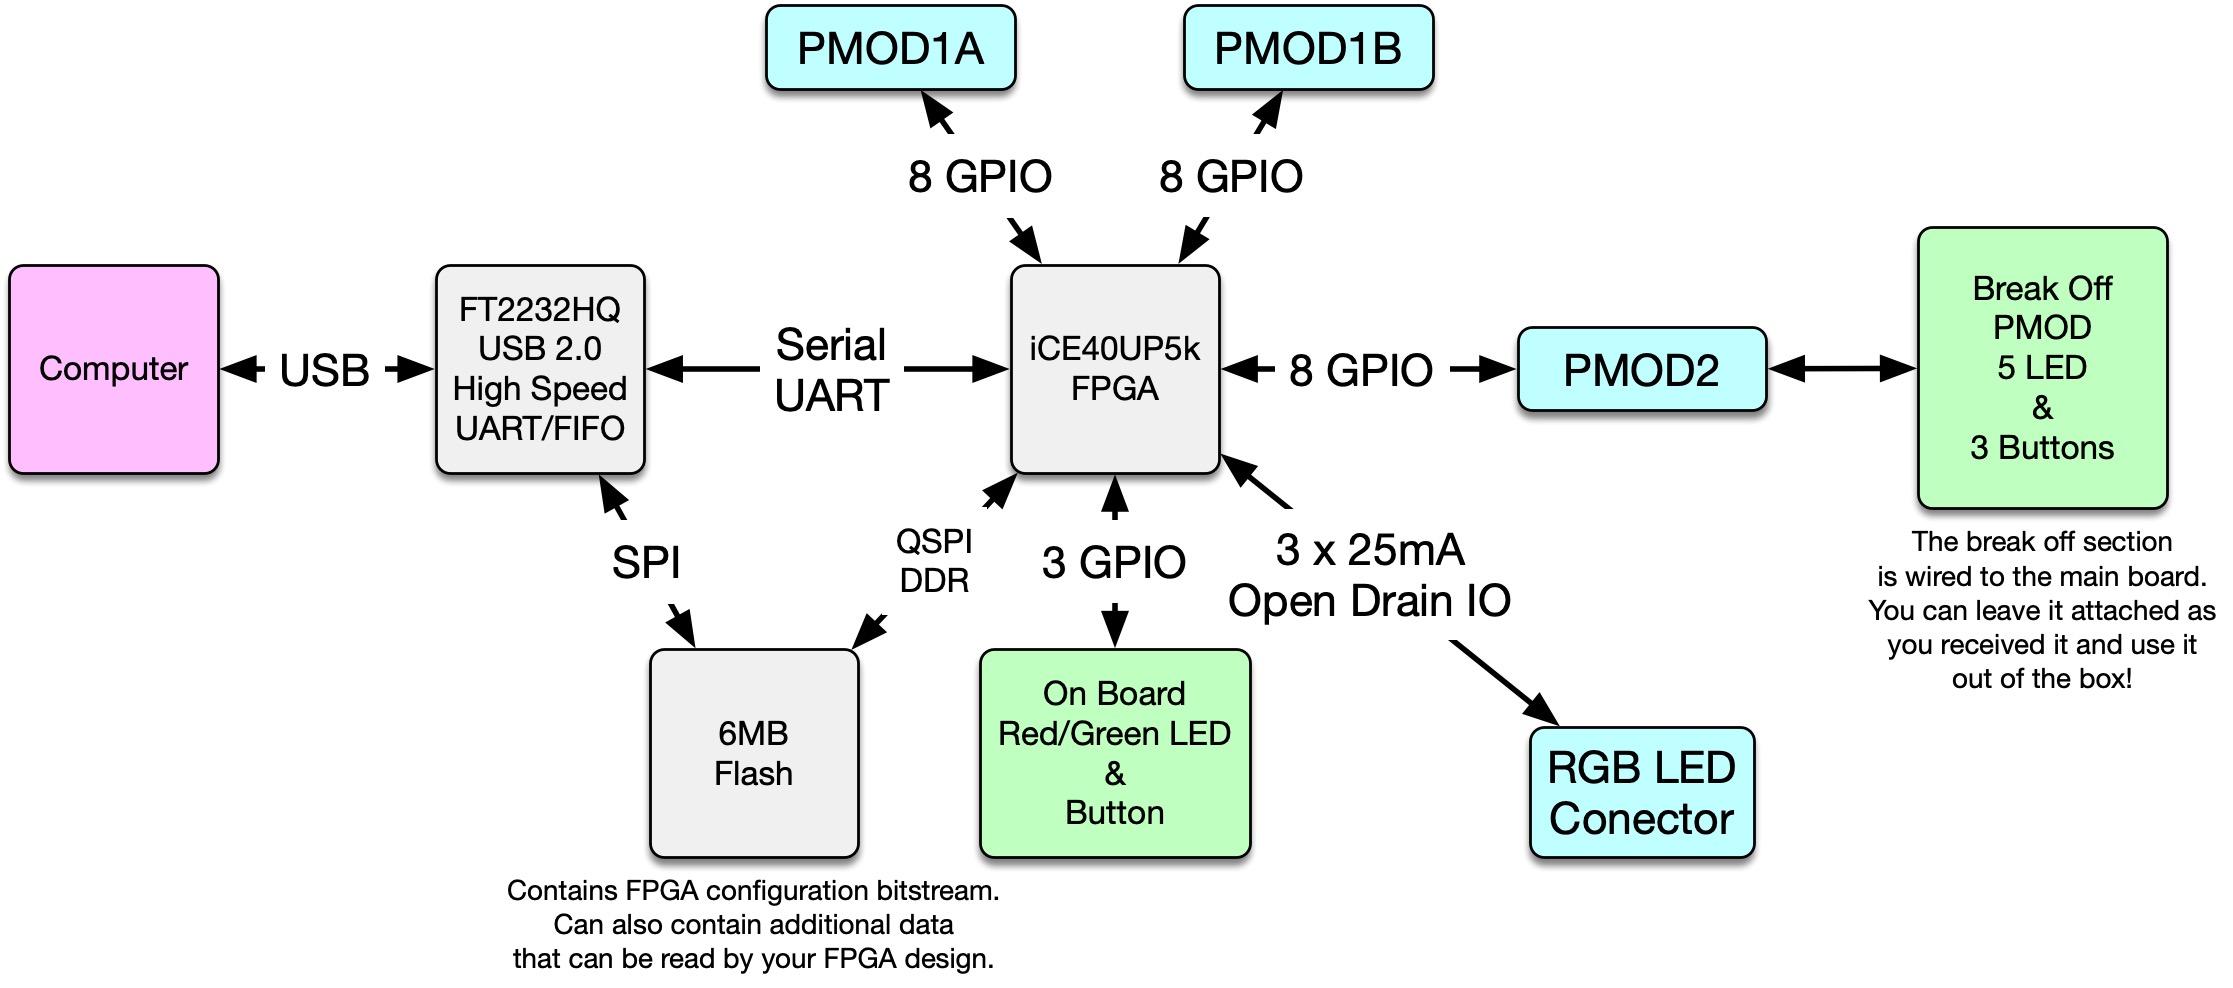 PMOD1A
PMOD1B
8 GPIO
8 GPIO
Computer
USB
FT2232HQ
USB 2.0
High Speed
UART/FIFO
Serial
UART
iCE40UP5k
FPGA
8 GPIO
PMOD2
Break Off
PMOD
5 LED
&
3 Buttons
The break off section
is wired to the main board.
You can leave it attached as
you received it and use it
out of the box!
SPI
QSPI
DDR
3 GPIO
3 x 25mA
Open Drain IO
6MB
Flash
On Board
Red/Green LED
&
Button
RGB LED
Conector
Contains FPGA configuration bitstream.
Can also contain additional data
that can be read by your FPGA design.